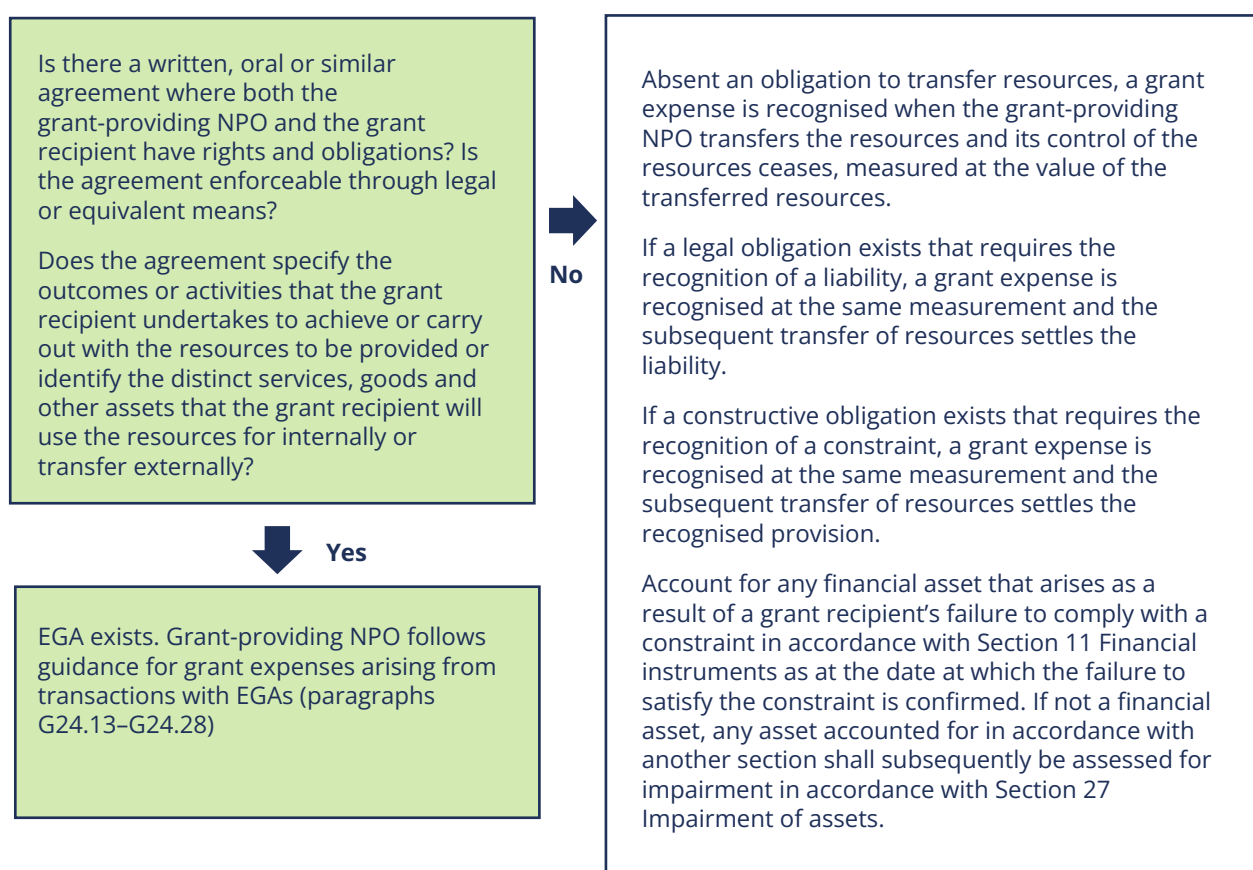 Is there a written, oral or similar
agreement where both the
grant-providing NPO and the grant
recipient have rights and obligations? Is
the agreement enforceable through legal
or equivalent means?
Does the agreement specify the
outcomes or activities that the grant
recipient undertakes to achieve or carry
out with the resources to be provided or
identify the distinct services, goods and
other assets that the grant recipient will
use the resources for internally or
transfer externally?
No
Yes
EGA exists. Grant-providing NPO follows
guidance for grant expenses arising from
transactions with EGAs (paragraphs
G24.13–G24.28)
Absent an obligation to transfer resources, a grant
expense is recognised when the grant-providing
NPO transfers the resources and its control of the
resources ceases, measured at the value of the
transferred resources.
If a legal obligation exists that requires the
recognition of a liability, a grant expense is
recognised at the same measurement and the
subsequent transfer of resources settles the
liability.
If a constructive obligation exists that requires the
recognition of a constraint, a grant expense is
recognised at the same measurement and the
subsequent transfer of resources settles the
recognised provision.
Account for any financial asset that arises as a
result of a grant recipient’s failure to comply with a
constraint in accordance with Section 11 Financial
instruments as at the date at which the failure to
satisfy the constraint is confirmed. If not a financial
asset, any asset accounted for in accordance with
another section shall subsequently be assessed for
impairment in accordance with Section 27
Impairment of assets.